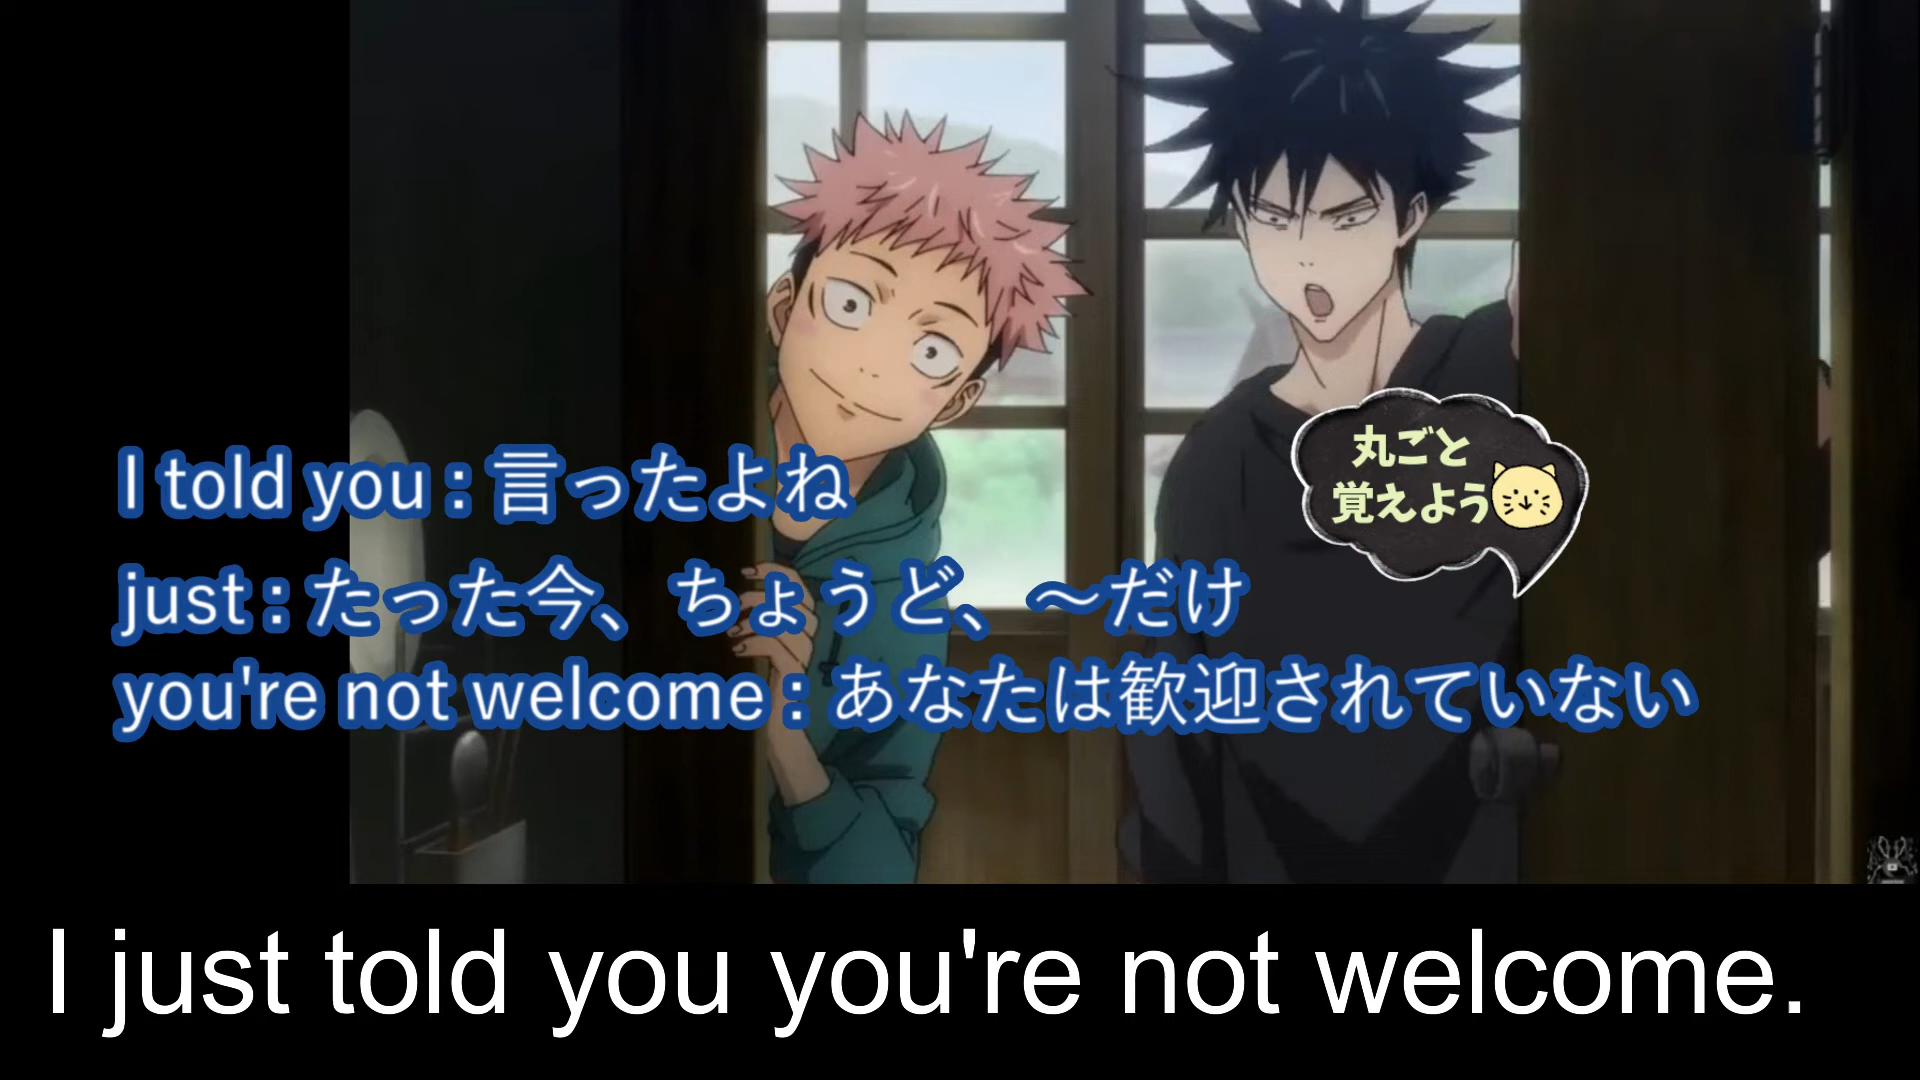 I told you : 言ったよね
just : たった今、ちょうど、～だけ
you're not welcome : あなたは歓迎されていない
丸ごと
覚えよう
I just told you you're not welcome.